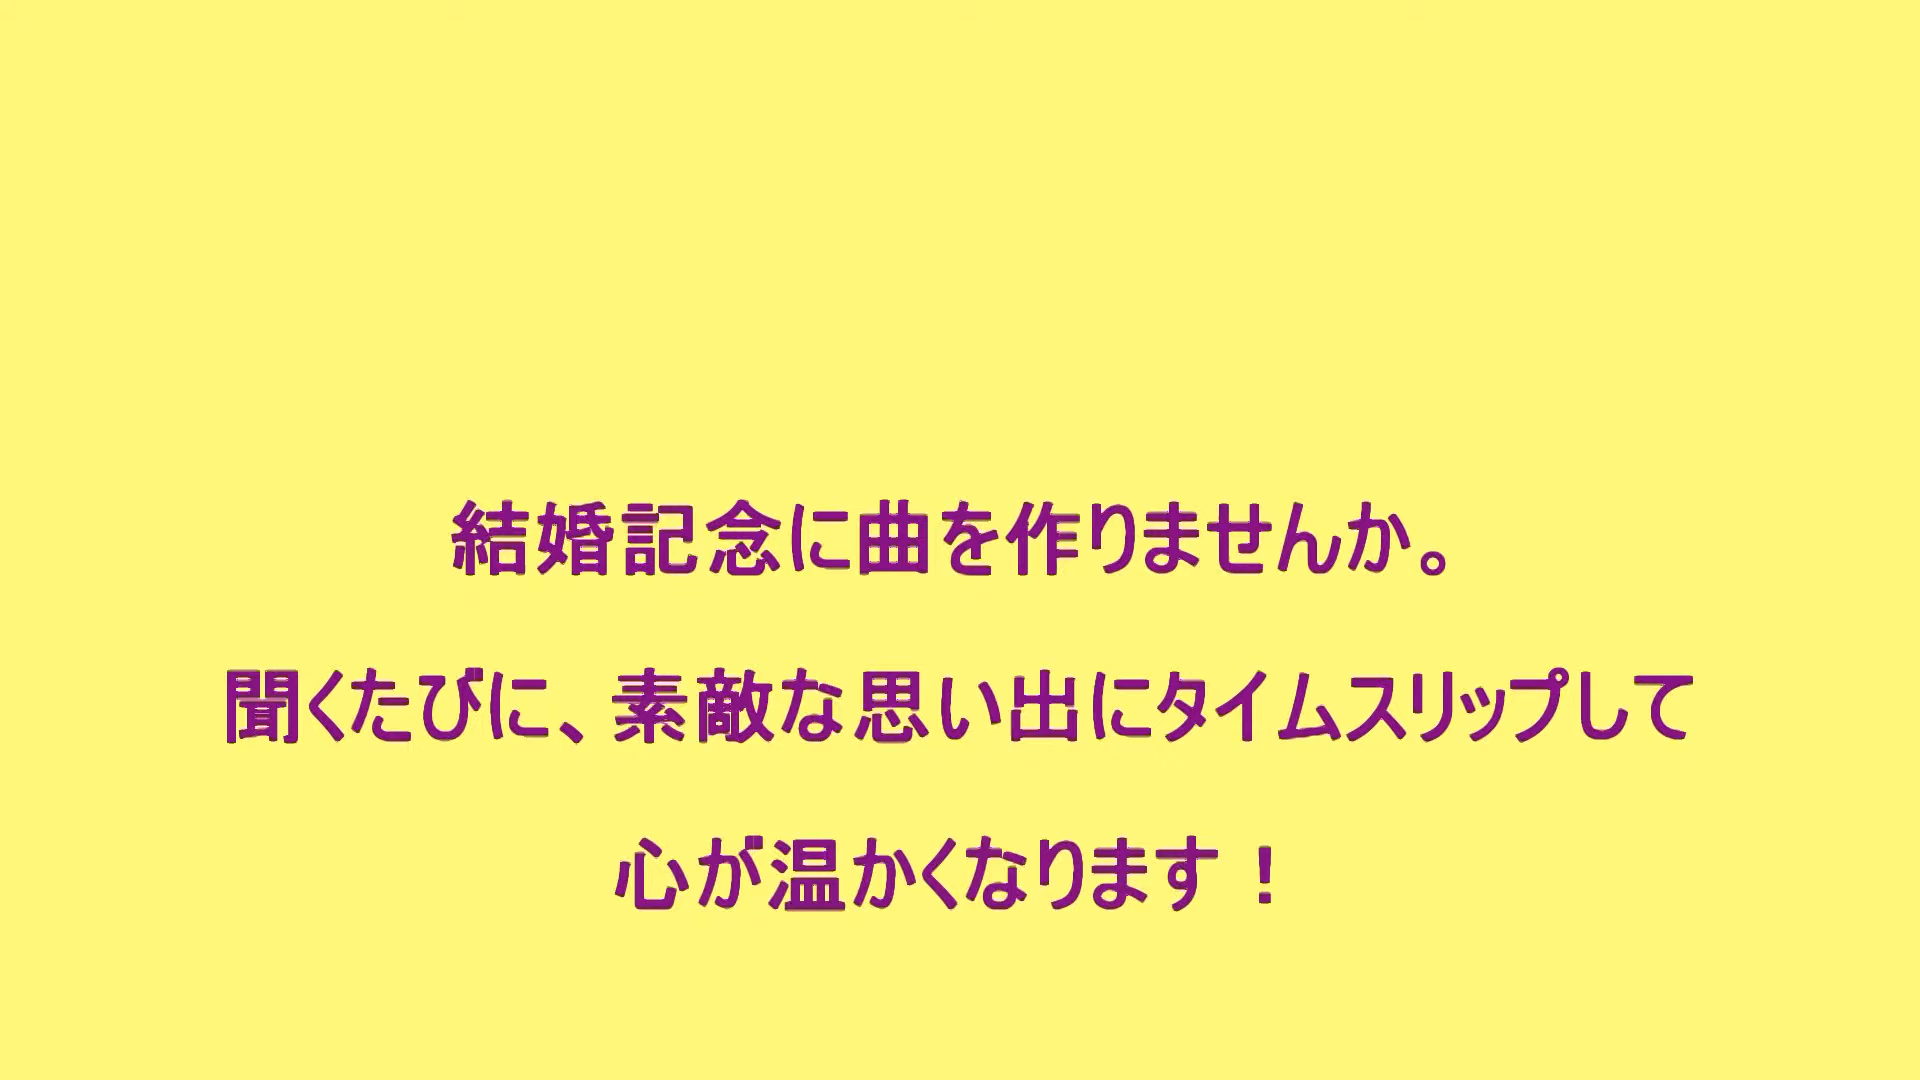 結婚記念に曲を作りませんか。
聞くたびに、素敵な思い出にタイムスリップして
心が温かくなります！